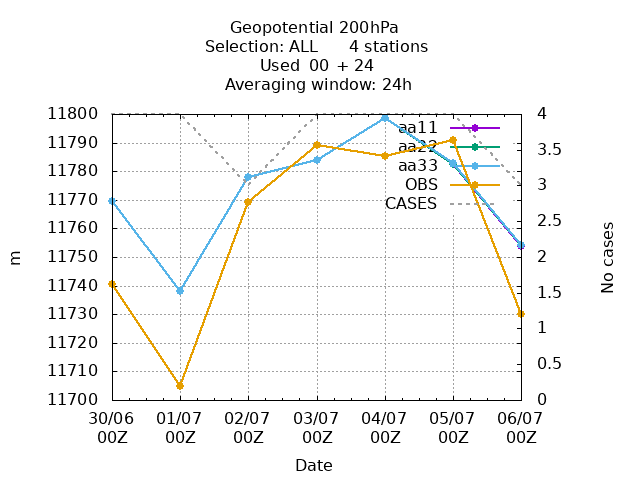 Geopotential 200hPa
Selection: ALL 4 stations
Used 00 + 24
Averaging window: 24h
11800
11790
11780
11770
11760
11750
11740
11730
11720
11710
11700
m
4
3.5
3
2.5
2
1.5
1
0.5
0
No cases
aa11
aa22
aa33
OBS
CASES
30/06 01/07 02/07 03/07 04/07 05/07 06/07
00Z 00Z 00Z 00Z 00Z 00Z 00Z
Date